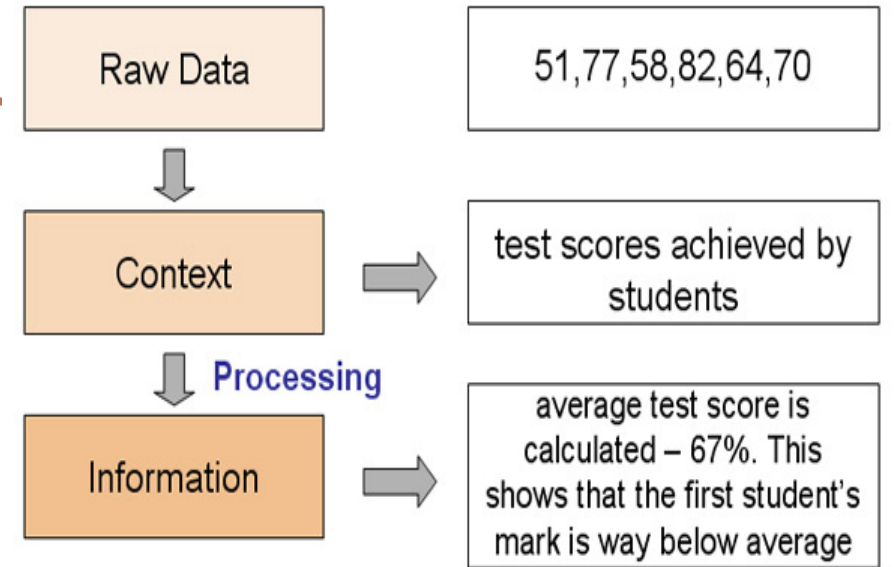 Raw Data
51,77,58,82,64,70
Context
test scores achieved by
students
Processing
Information
average test score is
calculated – 67%. This
shows that the first student's
mark is way below average